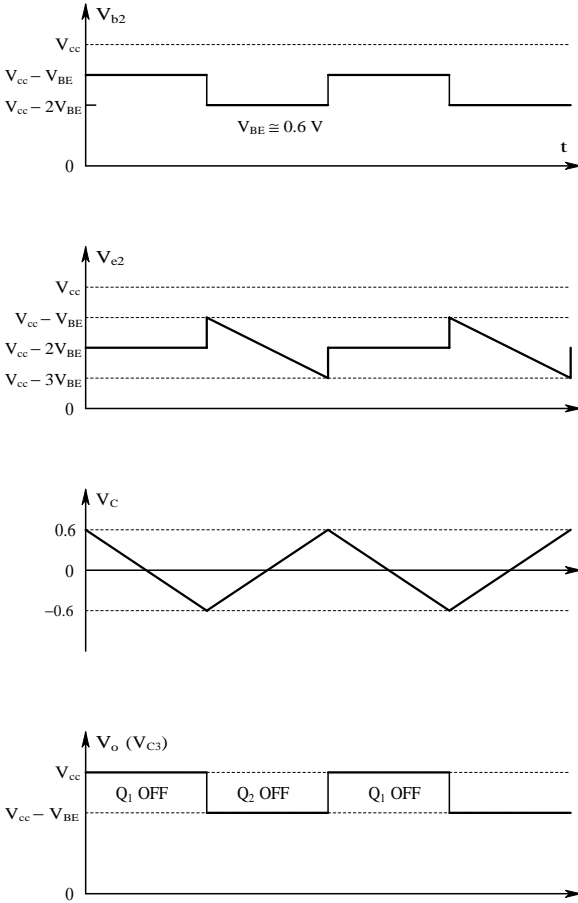 V_b2
V_cc
V_cc – V_BE
V_cc – 2V_BE
V_BE ≅ 0.6 V
t
0
V_e2
V_cc
V_cc – V_BE
V_cc – 2V_BE
V_cc – 3V_BE
0
V_C
0.6
0
–0.6
V_o (V_C3)
V_cc
Q_1 OFF Q_2 OFF Q_1 OFF
V_cc – V_BE
0